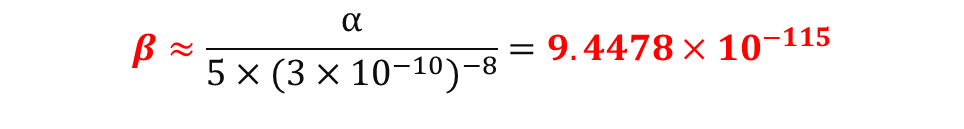 β ≈ α / (5 × (3 × 10⁻¹⁰)⁻⁸) = 9.4478 × 10⁻¹¹⁵